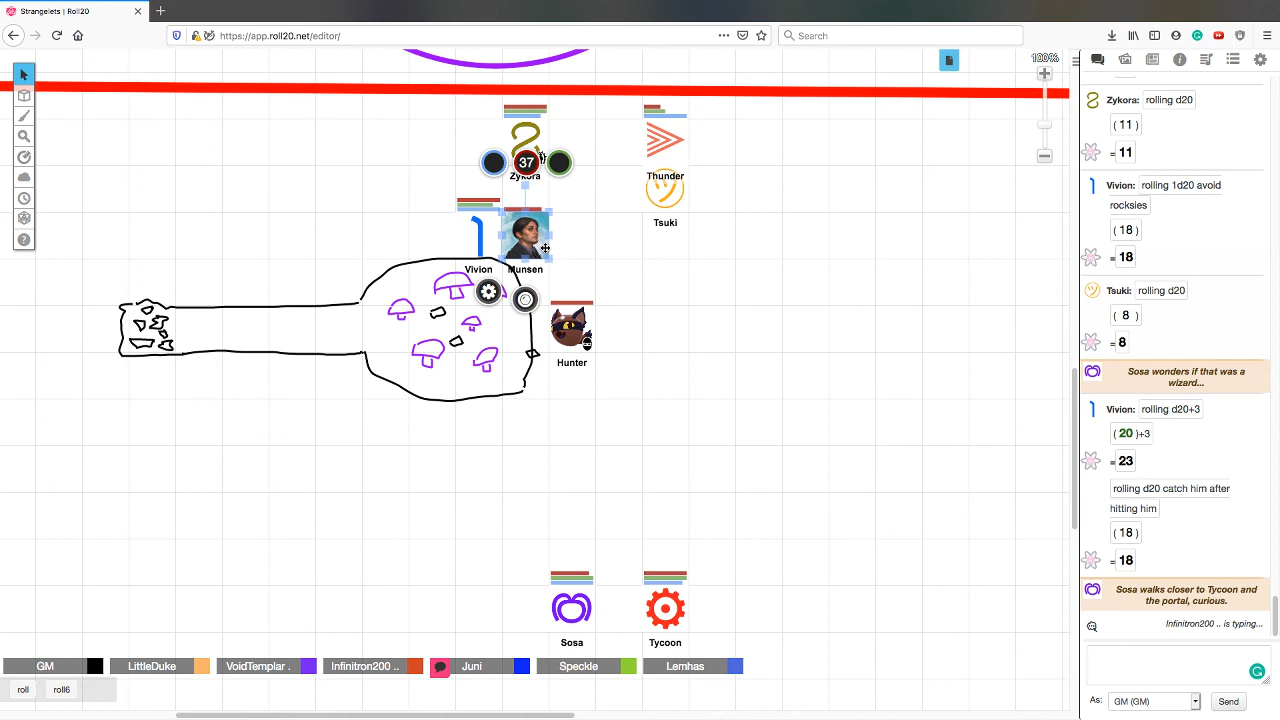 Strangelets | Roll20
https://app.roll20.net/editor/
Search
100%
Zykora
37
Thunder
Tsuki
Vivion
Munsen
Hunter
Sosa
Tycoon
GM
LittleDuke
VoidTemplar .
Infinitron200 ..
Juni
Speckle
Lemhas
roll
roll6
Zykora: rolling d20
( 11 )
= 11
Vivion: rolling 1d20 avoid
rocksies
( 18 )
= 18
Tsuki: rolling d20
( 8 )
= 8
Sosa wonders if that was a
wizard...
Vivion: rolling d20+3
( 20 )+3
= 23
rolling d20 catch him after
hitting him
( 18 )
= 18
Sosa walks closer to Tycoon and
the portal, curious.
Infinitron200 .. is typing...
As: GM (GM) Send